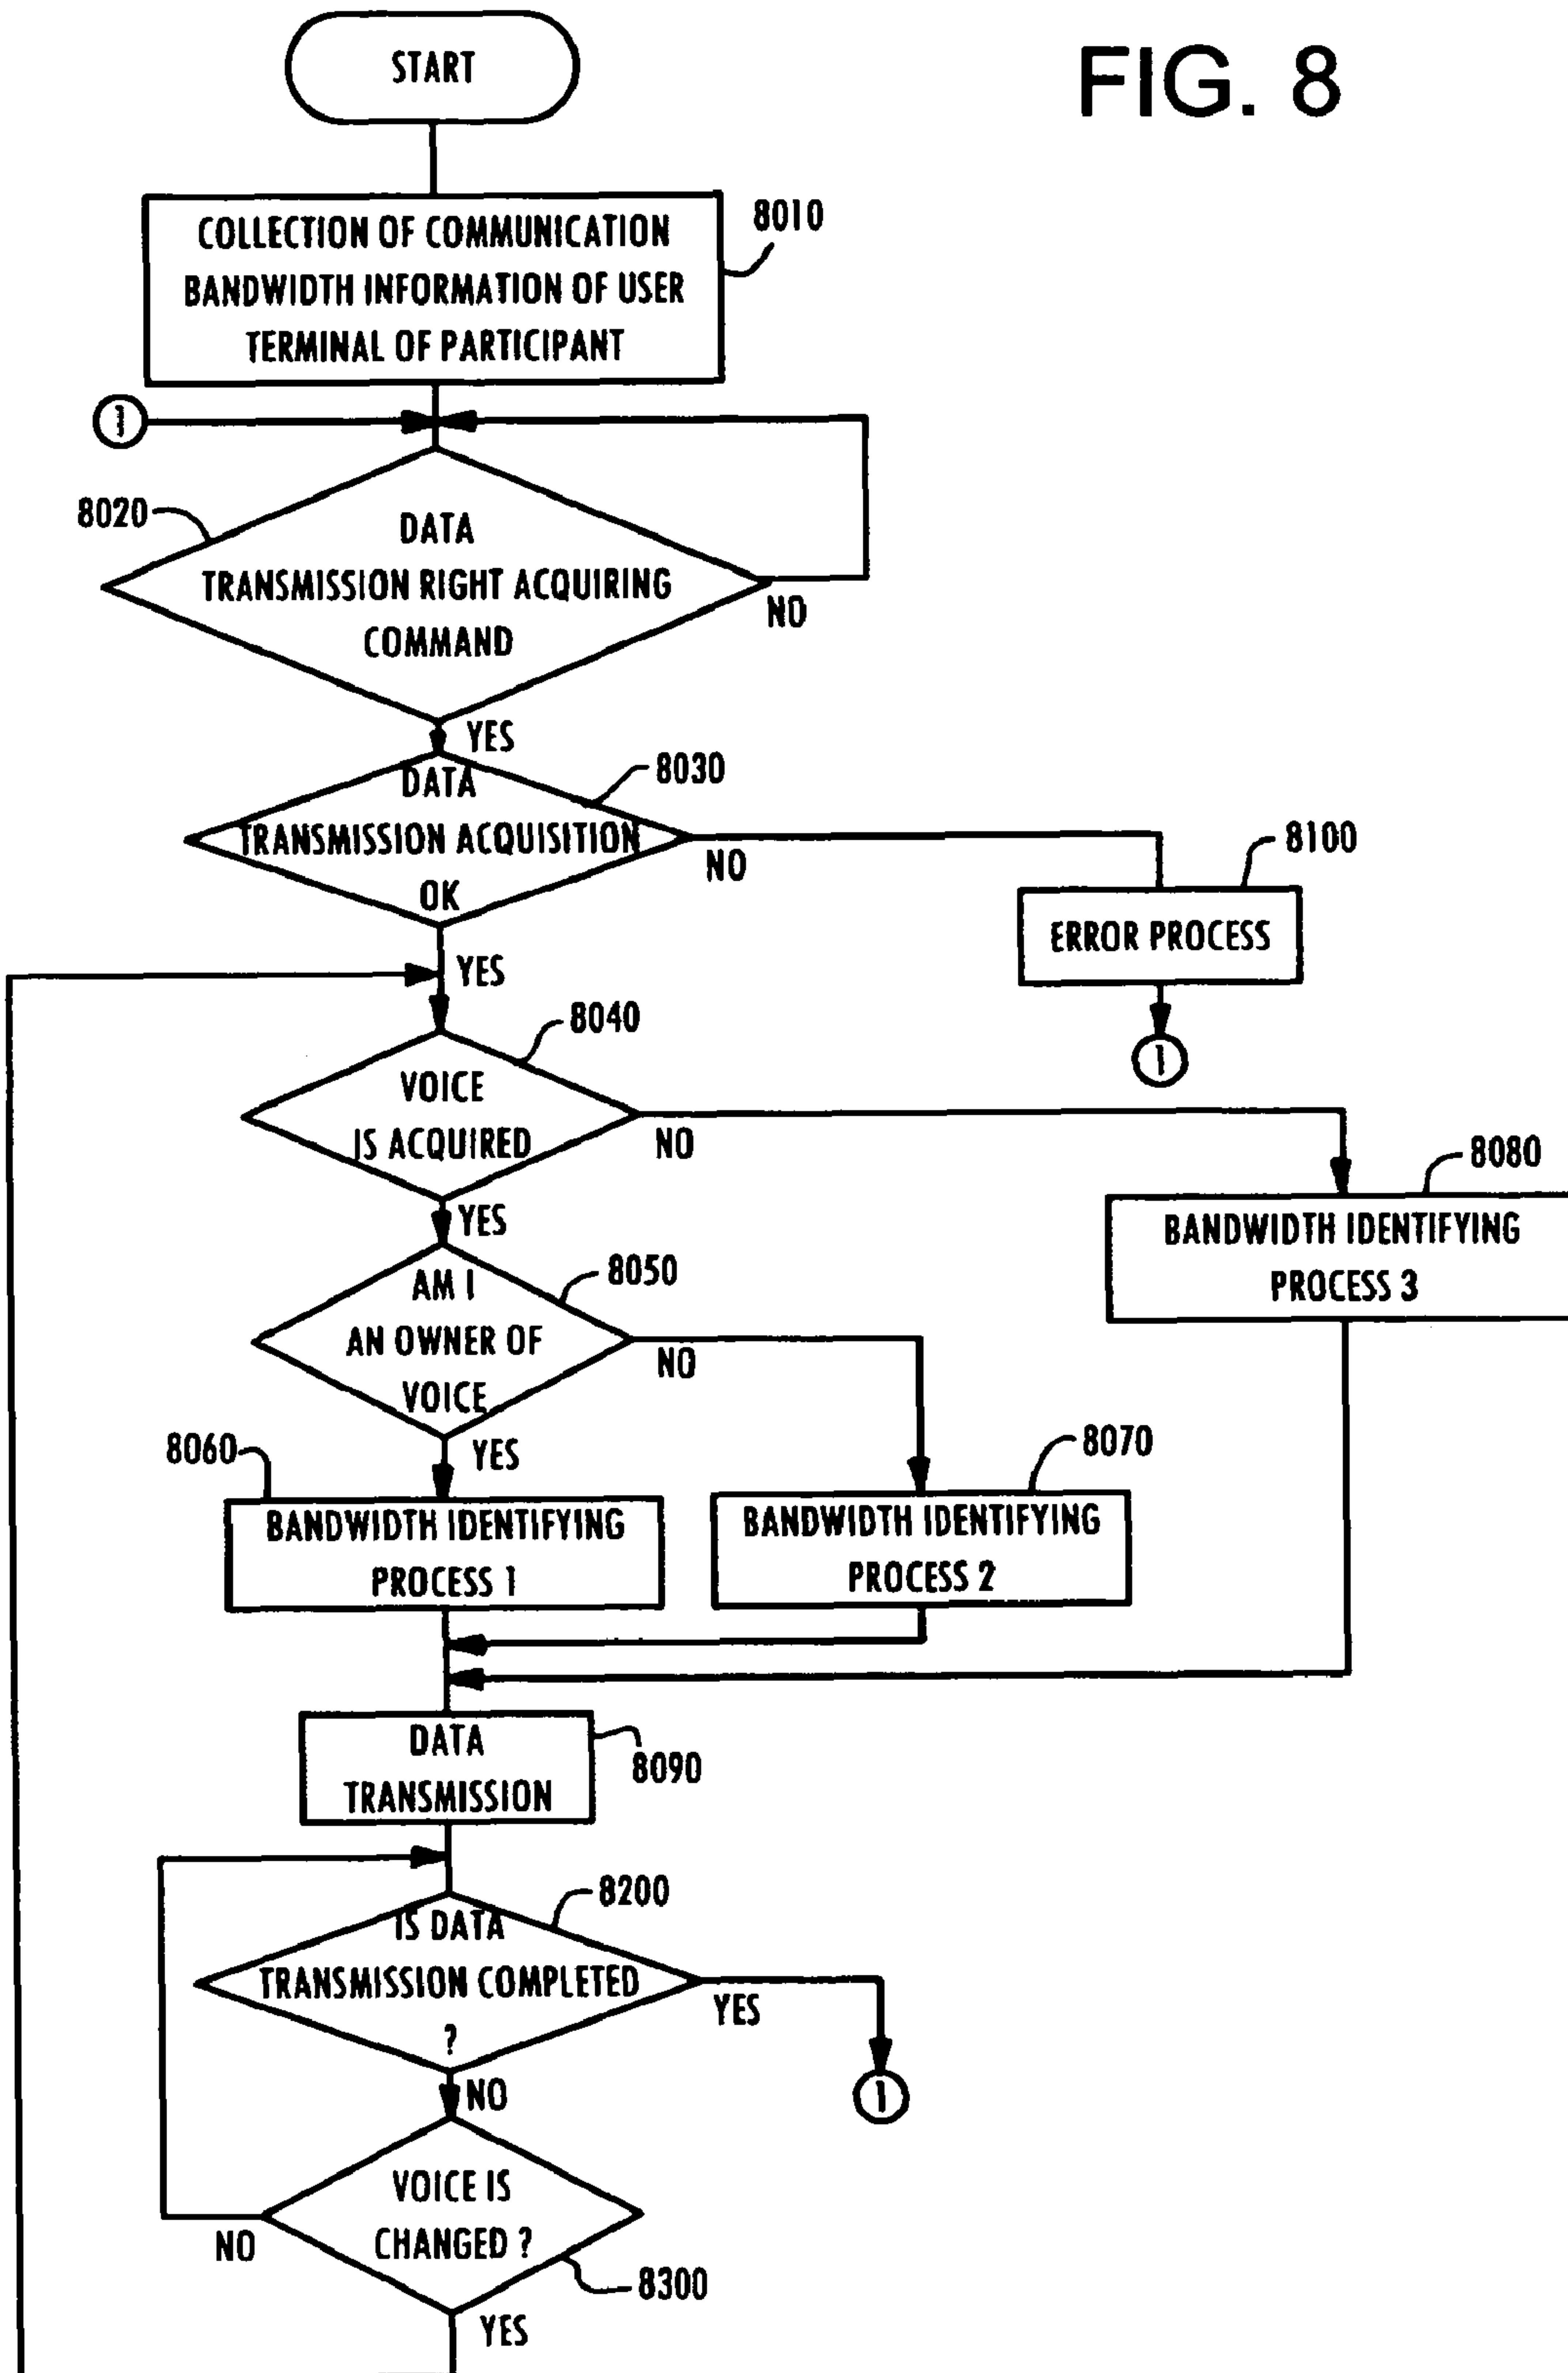 START
FIG. 8
COLLECTION OF COMMUNICATION
BANDWIDTH INFORMATION OF USER
TERMINAL OF PARTICIPANT
8010
1
8020
DATA
TRANSMISSION RIGHT ACQUIRING
COMMAND
NO
YES
DATA
TRANSMISSION ACQUISITION
OK
8030
NO
8100
ERROR PROCESS
1
YES
8040
VOICE
IS ACQUIRED
NO
8080
BANDWIDTH IDENTIFYING
PROCESS 3
YES
8050
AM I
AN OWNER OF
VOICE
NO
YES
8060
BANDWIDTH IDENTIFYING
PROCESS 1
8070
BANDWIDTH IDENTIFYING
PROCESS 2
DATA
TRANSMISSION
8090
8200
IS DATA
TRANSMISSION COMPLETED
?
YES
1
NO
VOICE IS
CHANGED ?
NO
8300
YES